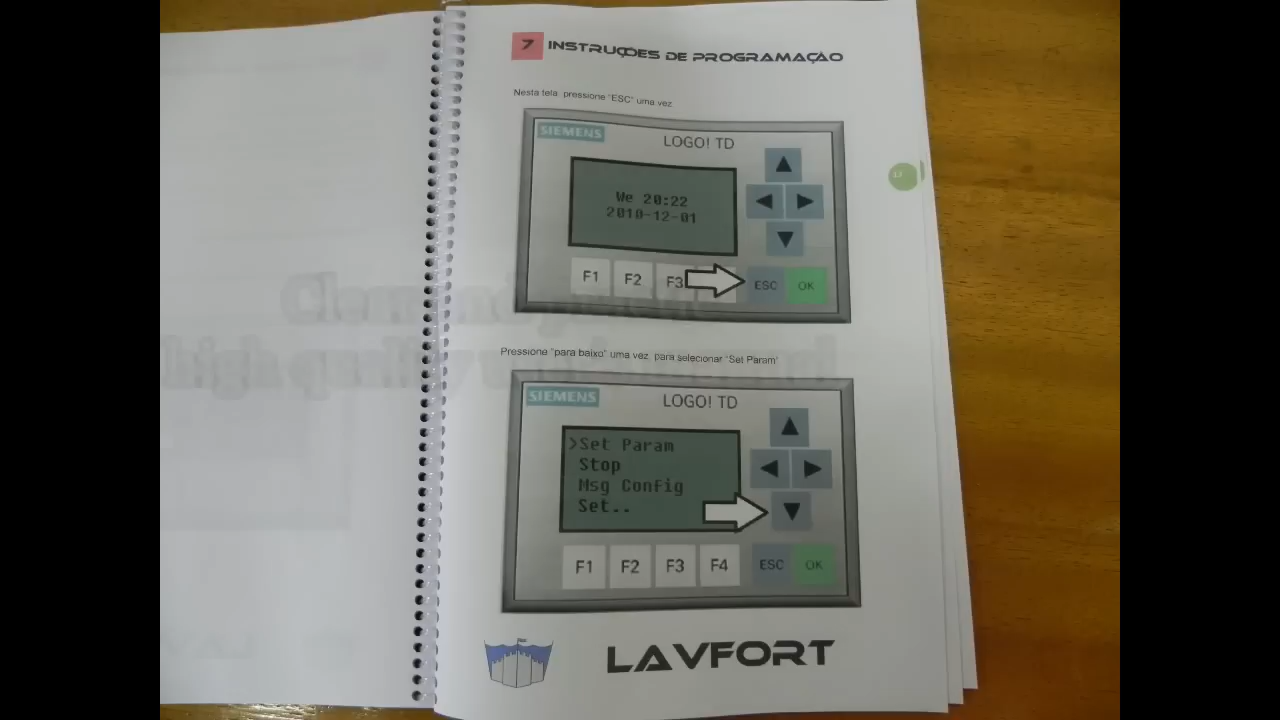 7 INSTRUÇÕES DE PROGRAMAÇÃO
Nesta tela pressione "ESC" uma vez
SIEMENS
LOGO! TD
We 20:22
2010-12-01
F1 F2 F3
ESC OK
Pressione "para baixo" uma vez, para selecionar "Set Param"
SIEMENS
LOGO! TD
>Set Param
Stop
Msg Config
Set..
F1 F2 F3 F4
ESC OK
LAVFORT